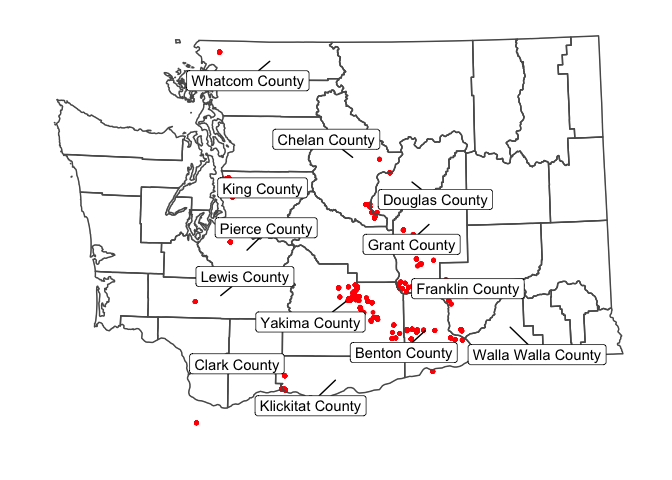 Whatcom County
Chelan County
King County
Douglas County
Pierce County
Grant County
Lewis County
Franklin County
Yakima County
Benton County
Walla Walla County
Clark County
Klickitat County